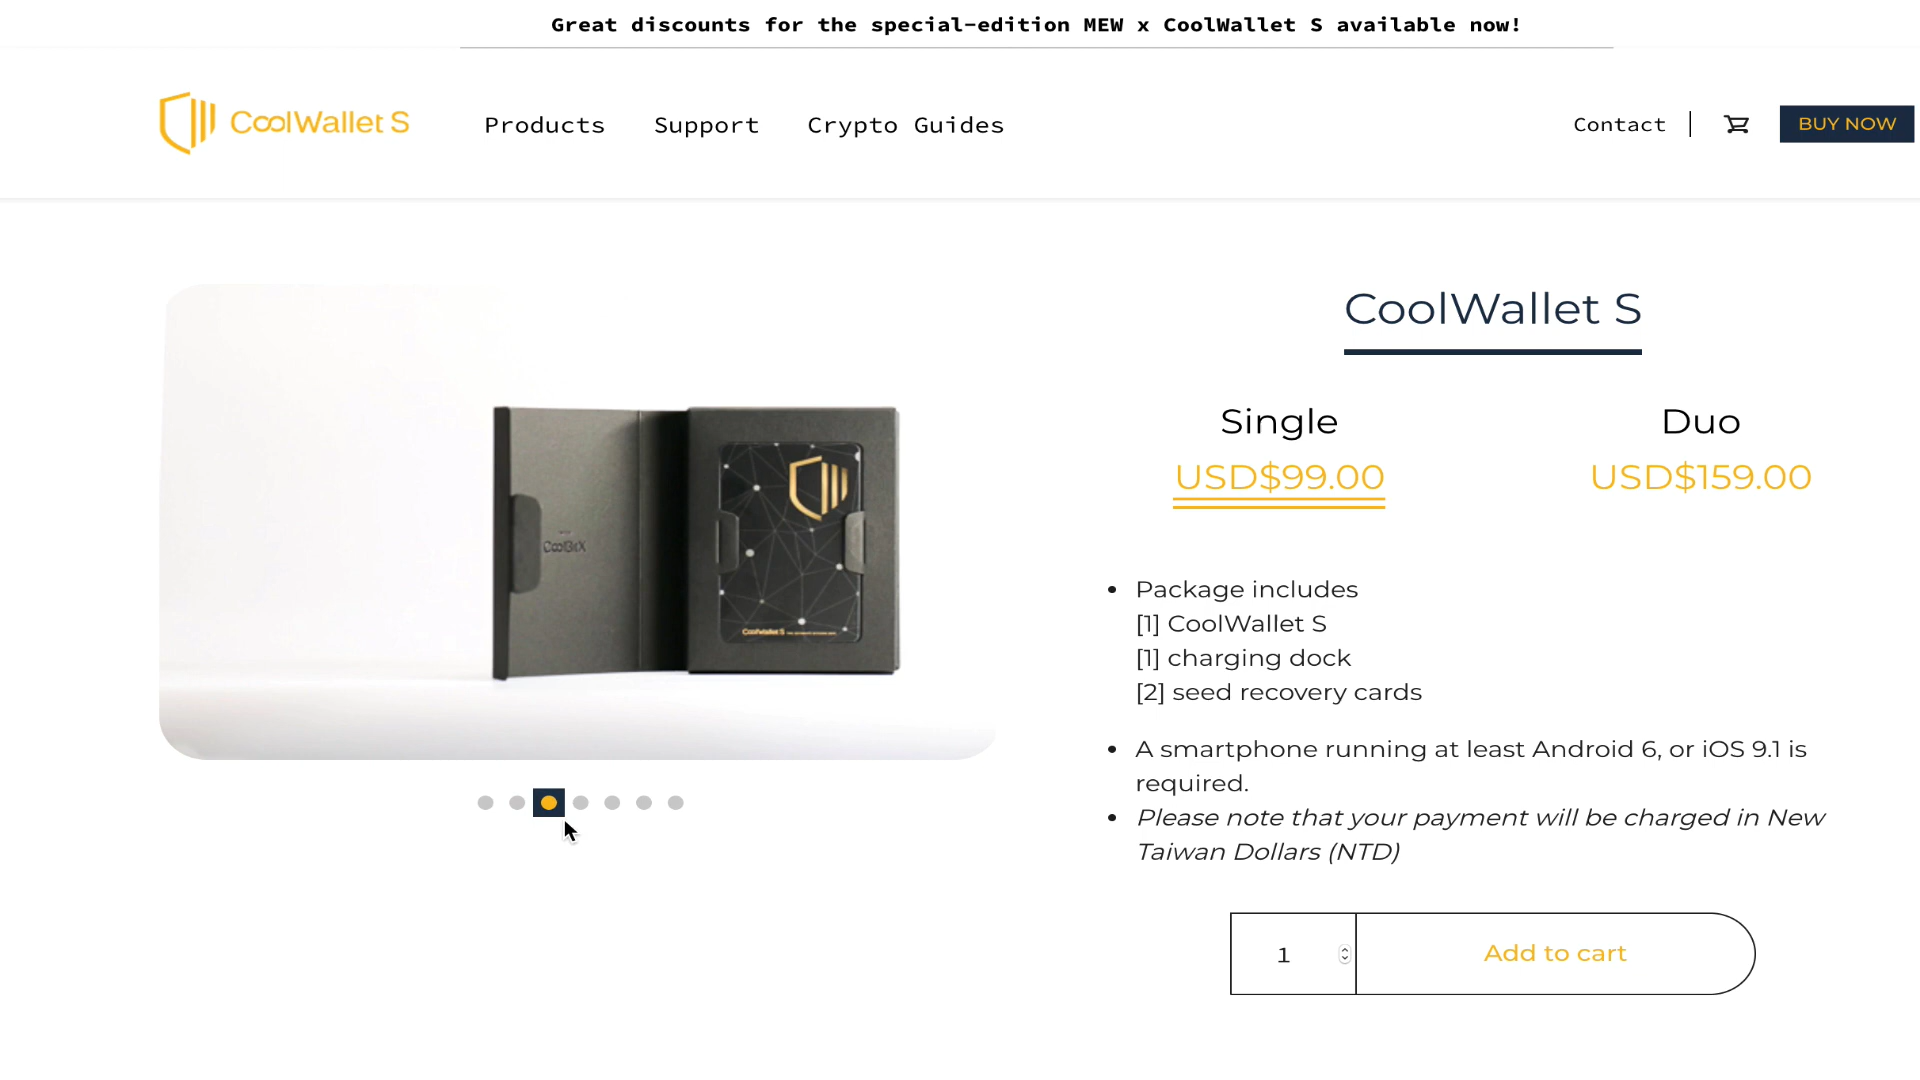 Great discounts for the special-edition MEW x CoolWallet S available now!
CoolWallet S
Products
Support
Crypto Guides
Contact
BUY NOW
CoolBitX
CoolWallet S
CoolWallet S
Single
Duo
USD$99.00
USD$159.00
• Package includes
[1] CoolWallet S
[1] charging dock
[2] seed recovery cards
• A smartphone running at least Android 6, or iOS 9.1 is
required.
• Please note that your payment will be charged in New
Taiwan Dollars (NTD)
1
Add to cart